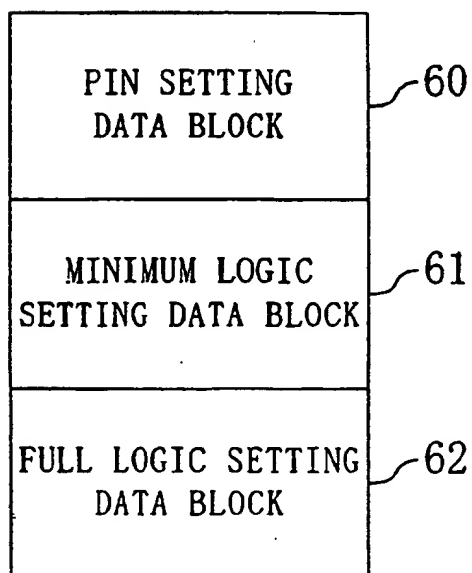 PIN SETTING
DATA BLOCK
60
MINIMUM LOGIC
SETTING DATA BLOCK
61
FULL LOGIC SETTING
DATA BLOCK
62